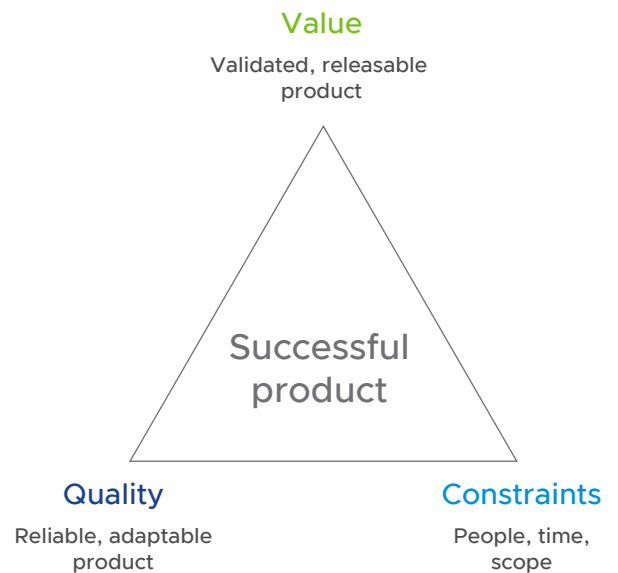 Value
Validated, releasable
product
Successful
product
Quality
Reliable, adaptable
product
Constraints
People, time,
scope